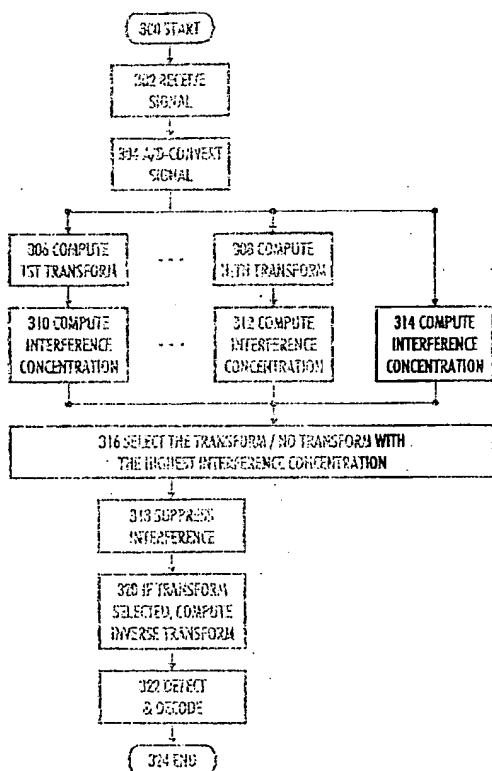 300 START
302 RECEIVE
SIGNAL
304 A/D-CONVERT
SIGNAL
306 COMPUTE
1ST TRANSFORM
...
308 COMPUTE
N:TH TRANSFORM
310 COMPUTE
INTERFERENCE
CONCENTRATION
...
312 COMPUTE
INTERFERENCE
CONCENTRATION
314 COMPUTE
INTERFERENCE
CONCENTRATION
316 SELECT THE TRANSFORM / NO TRANSFORM WITH
THE HIGHEST INTERFERENCE CONCENTRATION
318 SUPPRESS
INTERFERENCE
320 IF TRANSFORM
SELECTED, COMPUTE
INVERSE TRANSFORM
322 DETECT
& DECODE
324 END